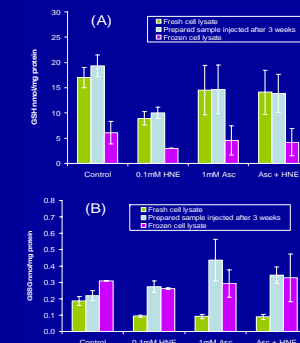 (A)
Fresh cell lysate
Prepared sample injected after 3 weeks
Frozen cell lysate
GSH nmol/mg protein
30
25
20
15
10
5
0
Control
0.1mM HNE
1mM Asc
Asc + HNE
(B)
Fresh cell lysate
Prepared sample injected after 3 weeks
Frozen cell lysate
GSSG nmol/mg protein
0.8
0.7
0.6
0.5
0.4
0.3
0.2
0.1
0.0
Control
0.1mM HNE
1mM Asc
Asc + HNE